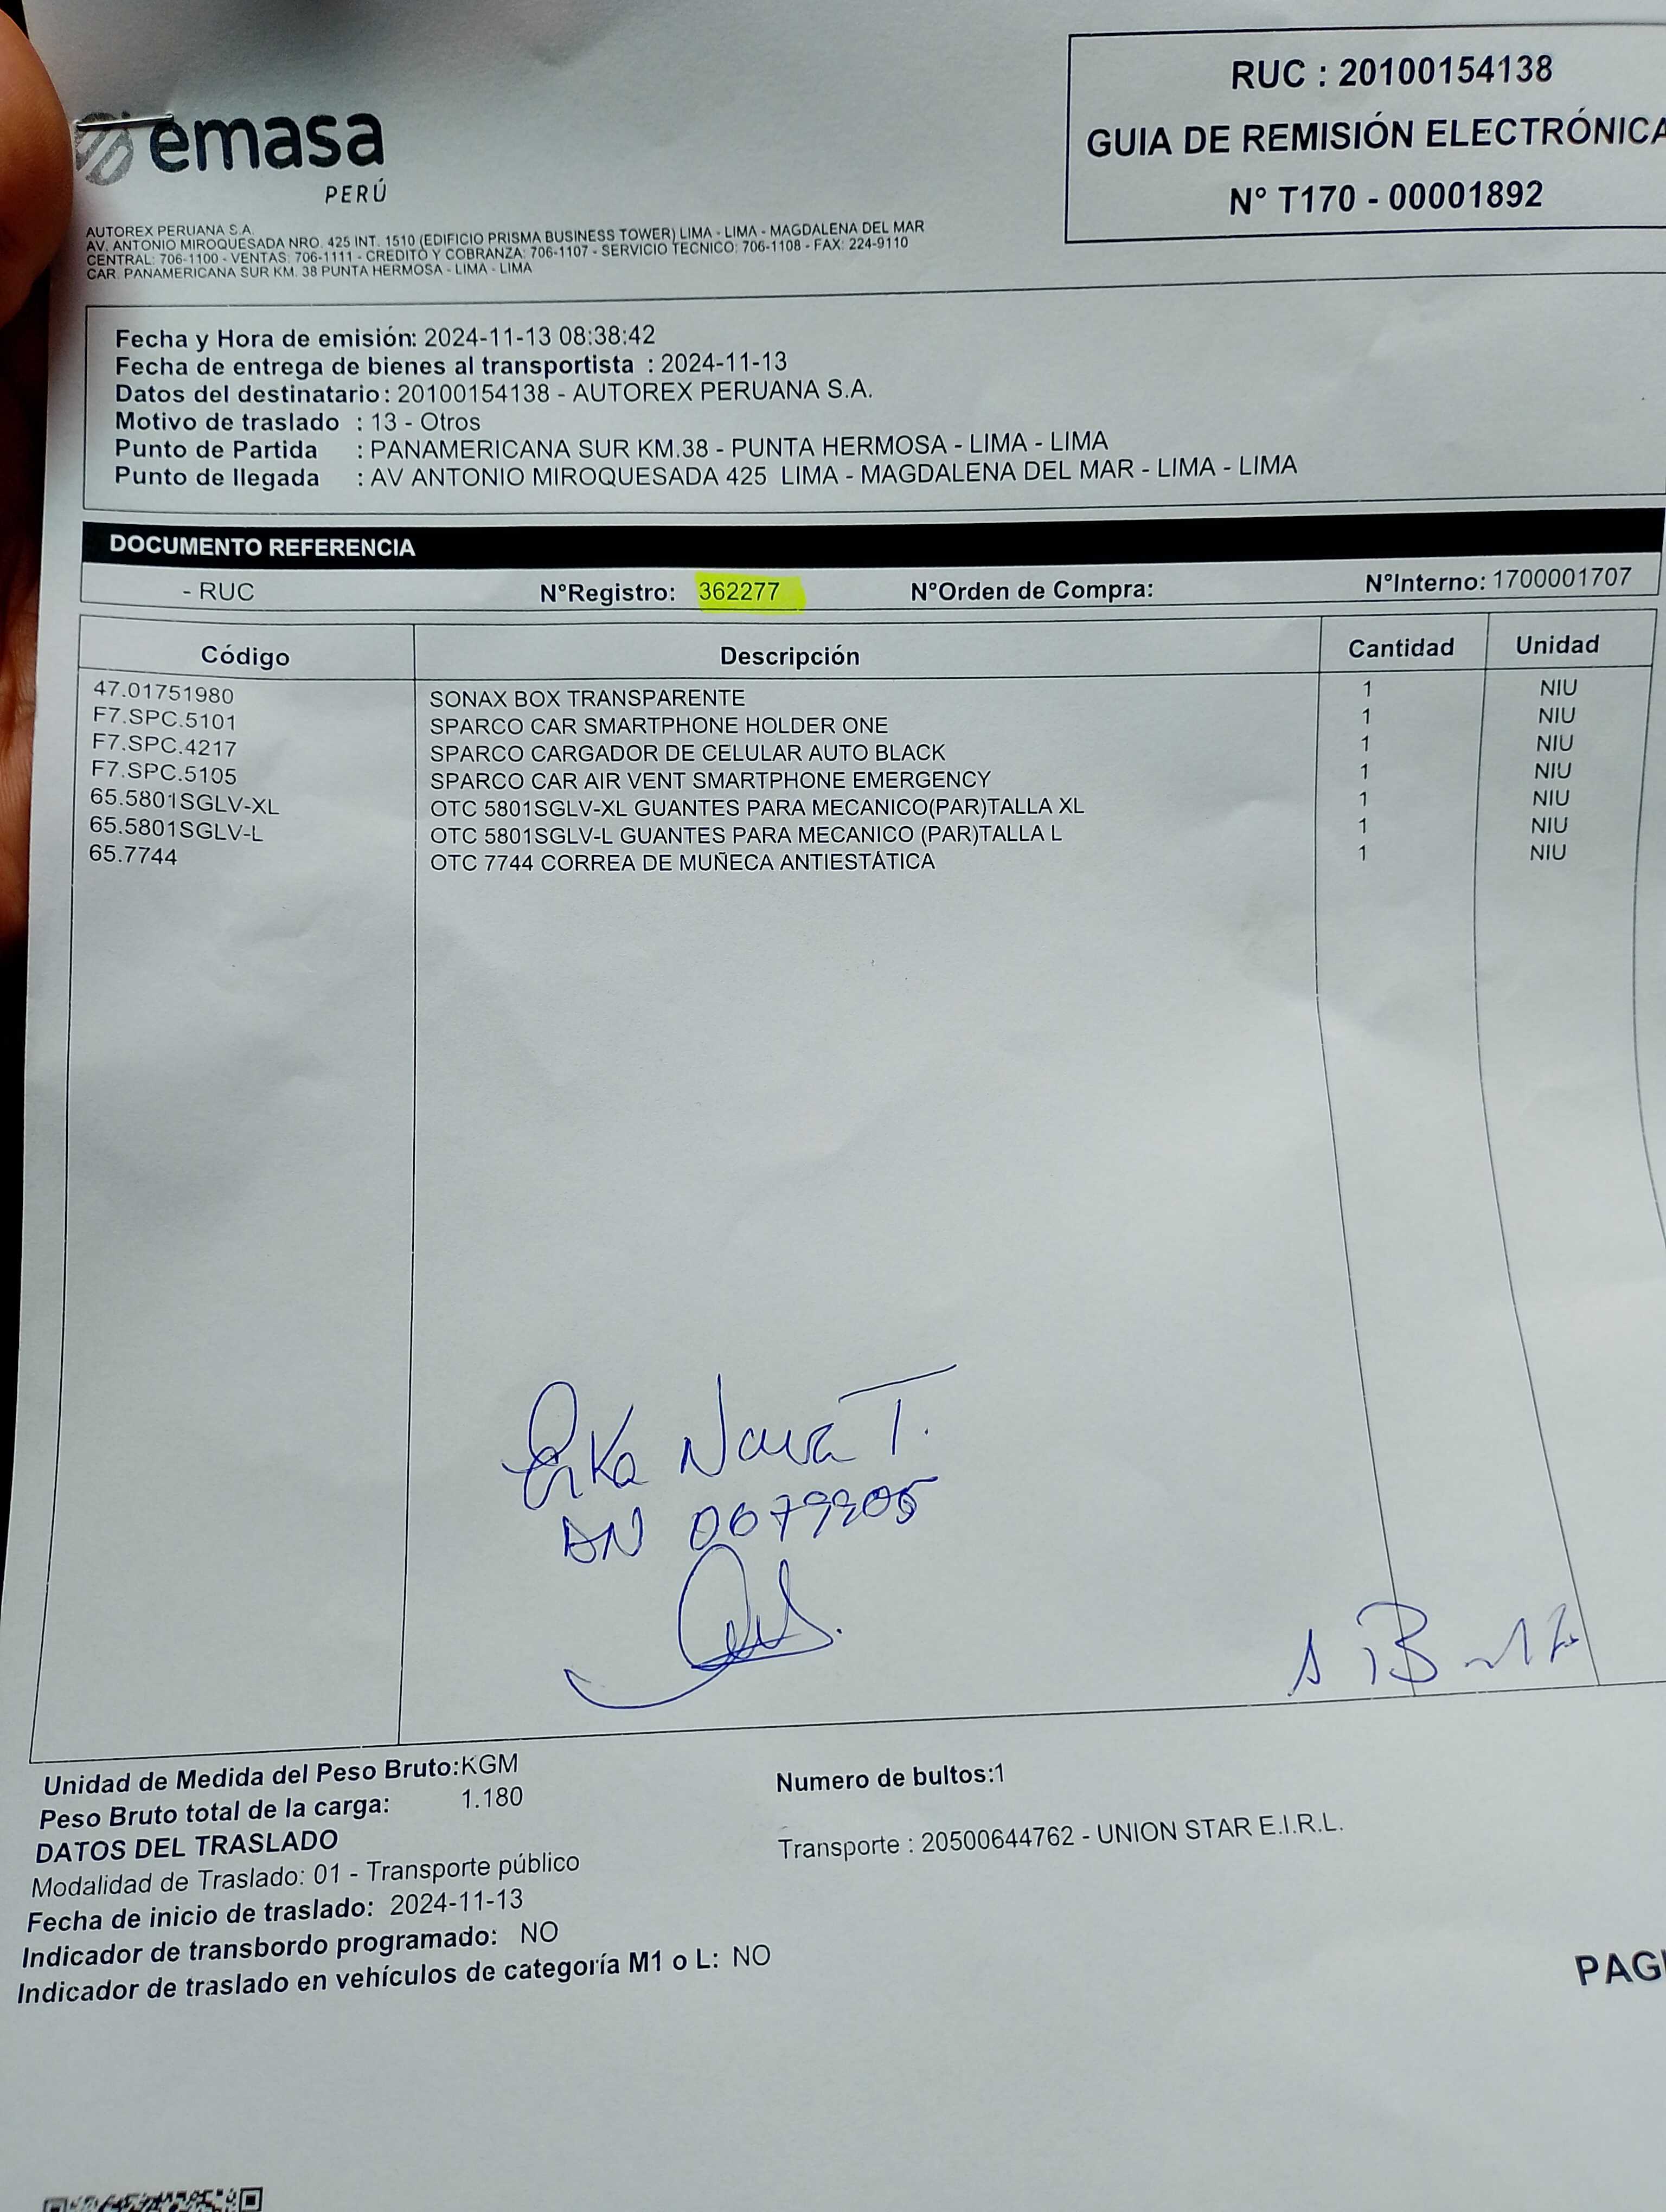 emasa
PERÚ
RUC : 20100154138
GUIA DE REMISIÓN ELECTRÓNICA
N° T170 - 00001892
AUTOREX PERUANA S.A.
AV. ANTONIO MIROQUESADA NRO. 425 INT. 1510 (EDIFICIO PRISMA BUSINESS TOWER) LIMA - LIMA - MAGDALENA DEL MAR
CENTRAL: 706-1100 - VENTAS: 706-1111 - CREDITO Y COBRANZA: 706-1107 - SERVICIO TECNICO: 706-1108 - FAX: 224-9110
CAR. PANAMERICANA SUR KM. 38 PUNTA HERMOSA - LIMA - LIMA
Fecha y Hora de emisión: 2024-11-13 08:38:42
Fecha de entrega de bienes al transportista : 2024-11-13
Datos del destinatario : 20100154138 - AUTOREX PERUANA S.A.
Motivo de traslado : 13 - Otros
Punto de Partida : PANAMERICANA SUR KM.38 - PUNTA HERMOSA - LIMA - LIMA
Punto de llegada : AV ANTONIO MIROQUESADA 425 LIMA - MAGDALENA DEL MAR - LIMA - LIMA
DOCUMENTO REFERENCIA
- RUC N°Registro: 362277 N°Orden de Compra: N°Interno: 1700001707
Código Descripción Cantidad Unidad
47.01751980 SONAX BOX TRANSPARENTE 1 NIU
F7.SPC.5101 SPARCO CAR SMARTPHONE HOLDER ONE 1 NIU
F7.SPC.4217 SPARCO CARGADOR DE CELULAR AUTO BLACK 1 NIU
F7.SPC.5105 SPARCO CAR AIR VENT SMARTPHONE EMERGENCY 1 NIU
65.5801SGLV-XL OTC 5801SGLV-XL GUANTES PARA MECANICO(PAR)TALLA XL 1 NIU
65.5801SGLV-L OTC 5801SGLV-L GUANTES PARA MECANICO (PAR)TALLA L 1 NIU
65.7744 OTC 7744 CORREA DE MUÑECA ANTIESTÁTICA 1 NIU
Erika Nava T.
Unidad de Medida del Peso Bruto:KGM
Peso Bruto total de la carga: 1.180
Numero de bultos:1
DATOS DEL TRASLADO
Modalidad de Traslado: 01 - Transporte público
Transporte : 20500644762 - UNION STAR E.I.R.L.
Fecha de inicio de traslado: 2024-11-13
Indicador de transbordo programado: NO
Indicador de traslado en vehículos de categoría M1 o L: NO
PAGI